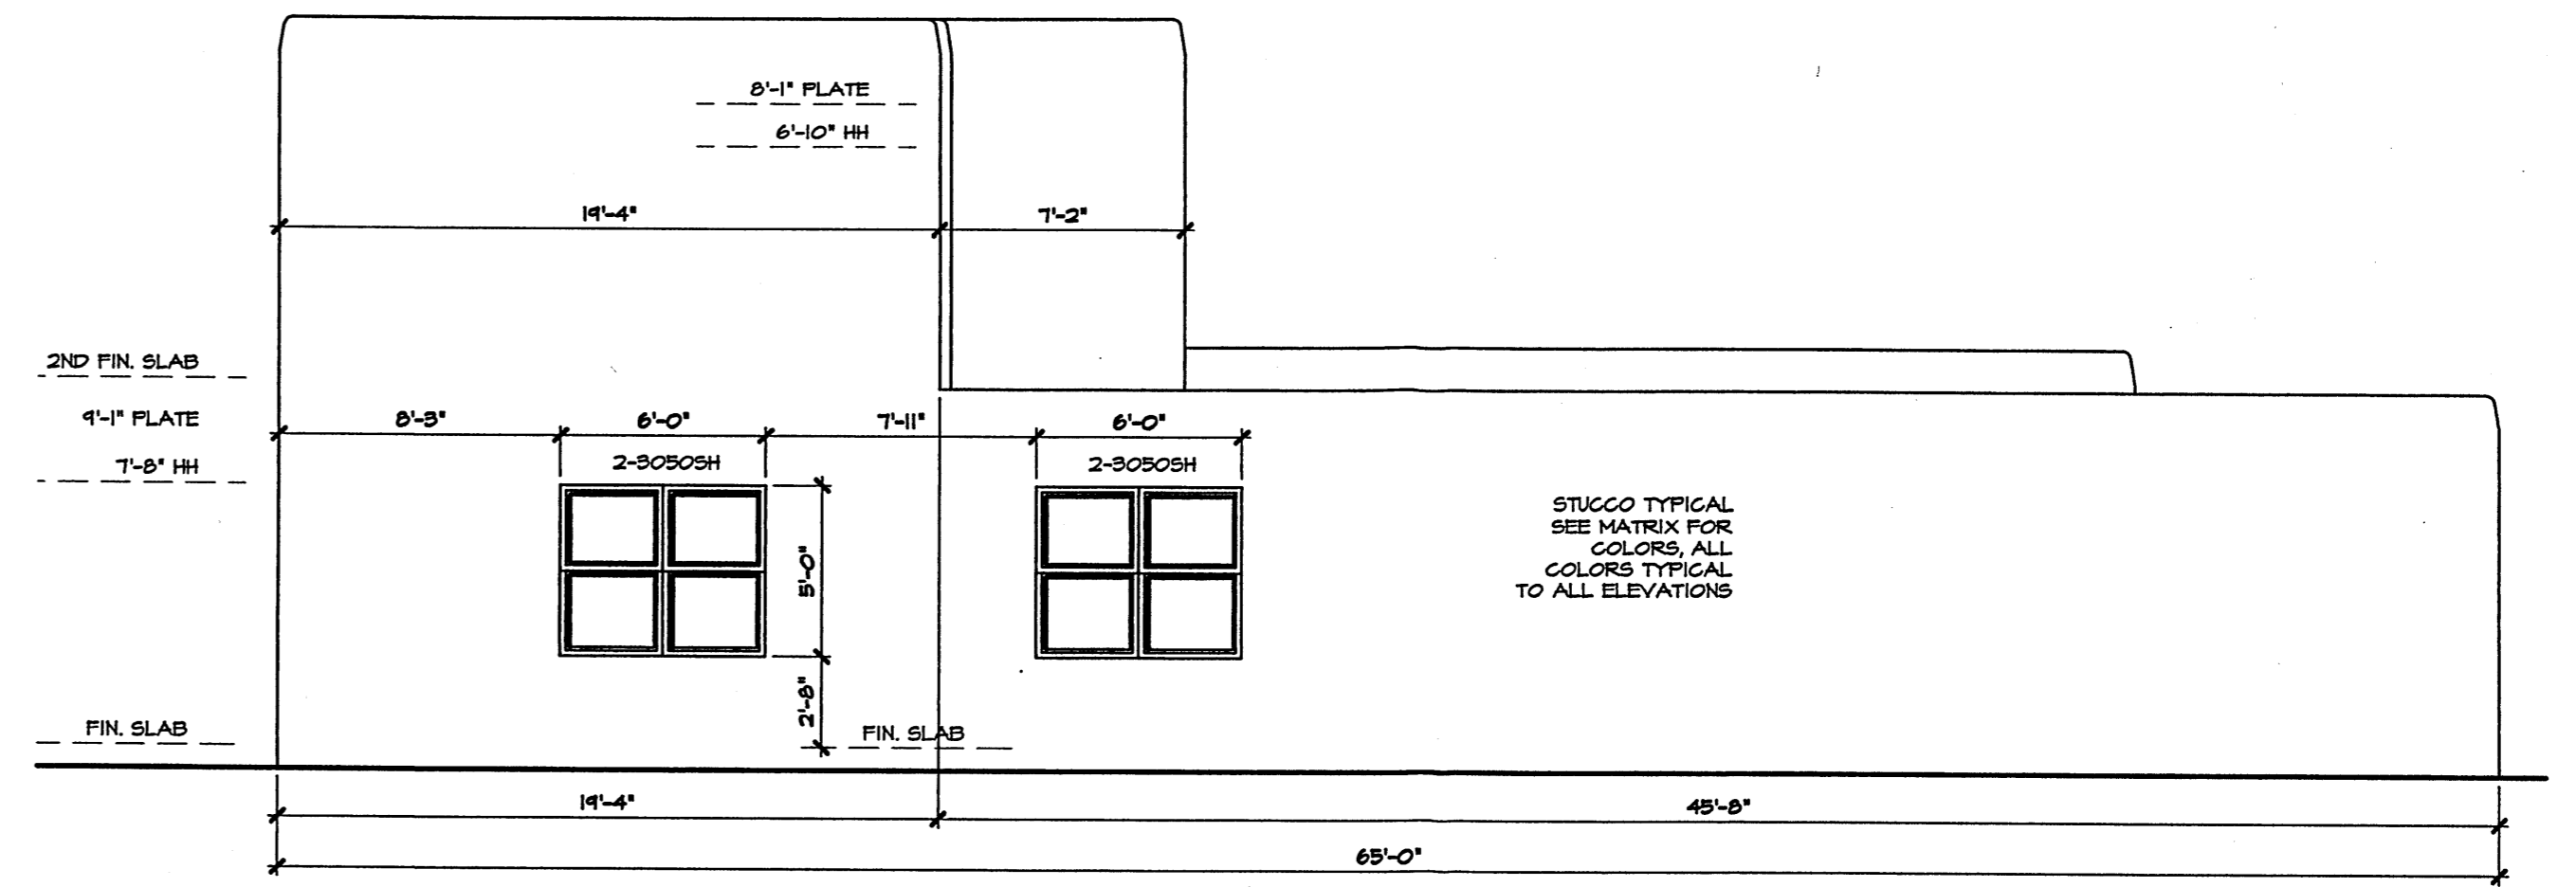 8'-1" PLATE
6'-10" HH
19'-4"
7'-2"
2ND FIN. SLAB
9'-1" PLATE
8'-3"
6'-0"
7'-11"
6'-0"
7'-8" HH
2-3050SH
2-3050SH
STUCCO TYPICAL
SEE MATRIX FOR
COLORS, ALL
COLORS TYPICAL
TO ALL ELEVATIONS
5'-0"
2'-8"
FIN. SLAB
FIN. SLAB
19'-4"
45'-8"
65'-0"